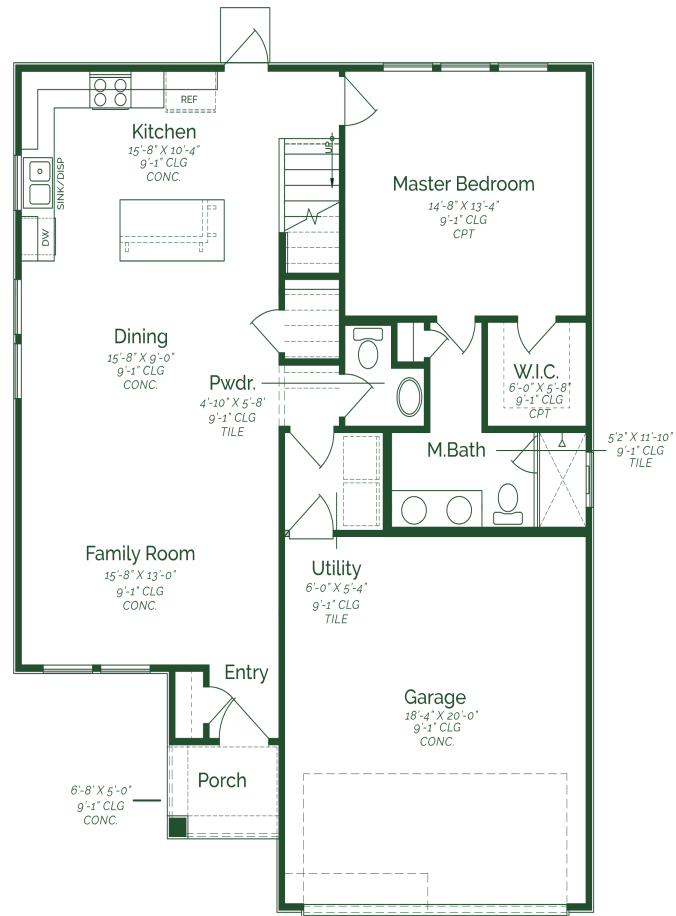 REF
Kitchen
15'-8" X 10'-4"
9'-1" CLG
CONC.
UP
SINK/DISP
DW
Master Bedroom
14'-8" X 13'-4"
9'-1" CLG
CPT
Dining
15'-8" X 9'-0"
9'-1" CLG
CONC.
Pwdr.
4'-10" X 5'-8'
9'-1" CLG
TILE
W.I.C.
6'-0" X 5'-8"
9'-1" CLG
CPT
M.Bath
5'2" X 11'-10"
9'-1" CLG
TILE
Family Room
15'-8" X 13'-0"
9'-1" CLG
CONC.
Utility
6'-0" X 5'-4"
9'-1" CLG
TILE
Entry
Garage
18'-4" X 20'-0"
9'-1" CLG
CONC.
Porch
6'-8' X 5'-0"
9'-1" CLG
CONC.